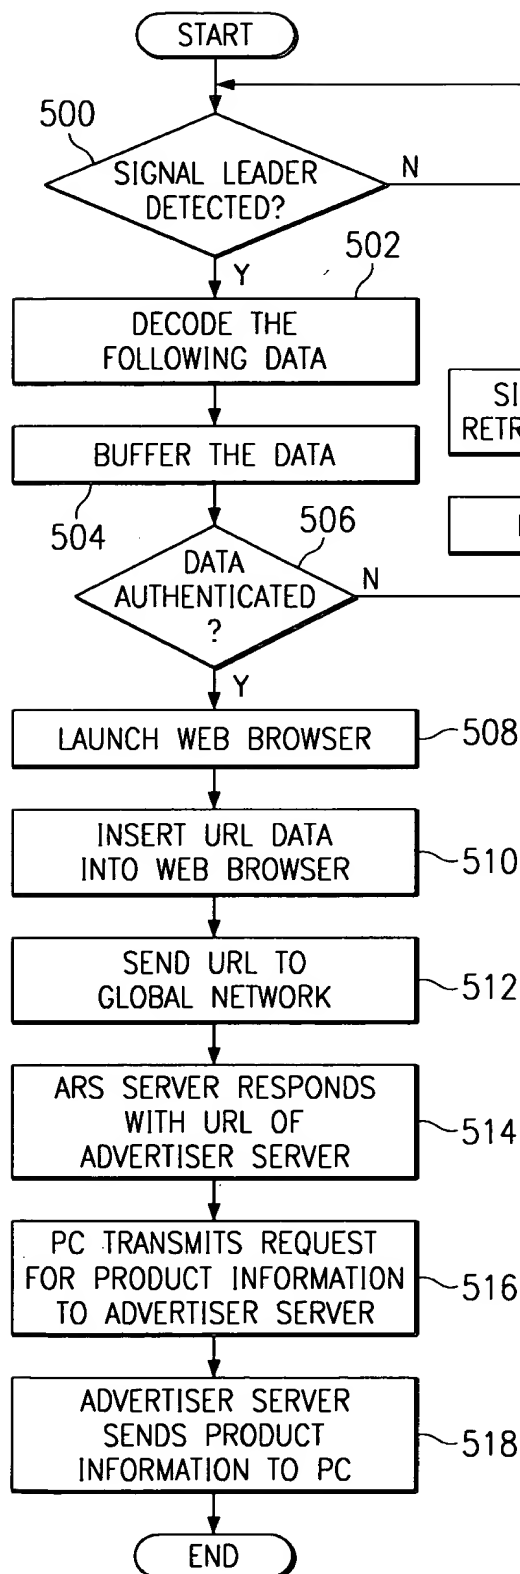 START
500
SIGNAL LEADER
DETECTED?
N
Y
502
DECODE THE
FOLLOWING DATA
BUFFER THE DATA
504
506
DATA
AUTHENTICATED
?
N
Y
LAUNCH WEB BROWSER
508
INSERT URL DATA
INTO WEB BROWSER
510
SEND URL TO
GLOBAL NETWORK
512
ARS SERVER RESPONDS
WITH URL OF
ADVERTISER SERVER
514
PC TRANSMITS REQUEST
FOR PRODUCT INFORMATION
TO ADVERTISER SERVER
516
ADVERTISER SERVER
SENDS PRODUCT
INFORMATION TO PC
518
END